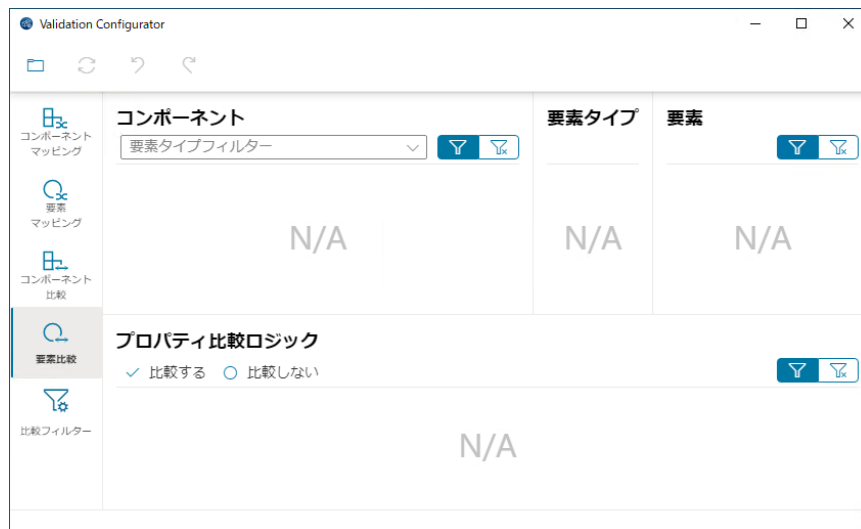 Validation Configurator
コンポーネント
マッピング
要素
マッピング
コンポーネント
比較
要素比較
比較フィルター
コンポーネント
要素タイプフィルター
N/A
要素タイプ
N/A
要素
N/A
プロパティ比較ロジック
比較する 比較しない
N/A